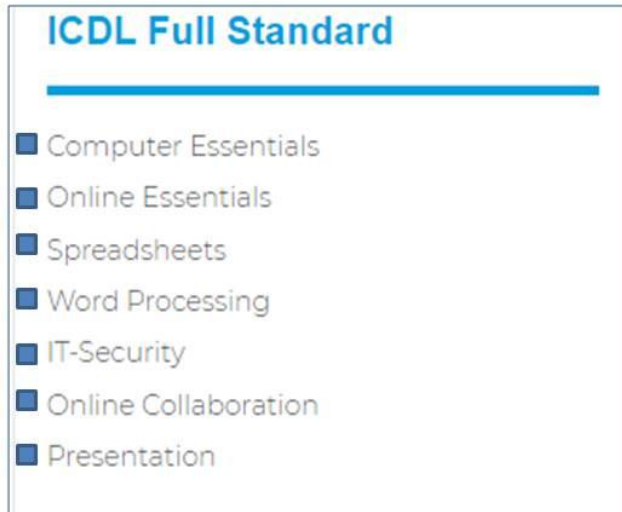 ICDL Full Standard
Computer Essentials
Online Essentials
Spreadsheets
Word Processing
IT-Security
Online Collaboration
Presentation